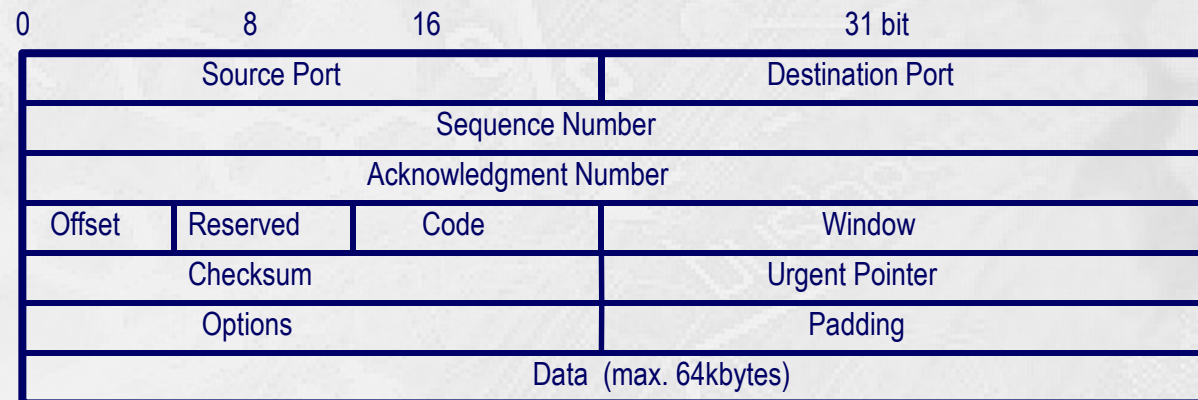 0 8 16 31 bit
Source Port Destination Port
Sequence Number
Acknowledgment Number
Offset Reserved Code Window
Checksum Urgent Pointer
Options Padding
Data (max. 64kbytes)